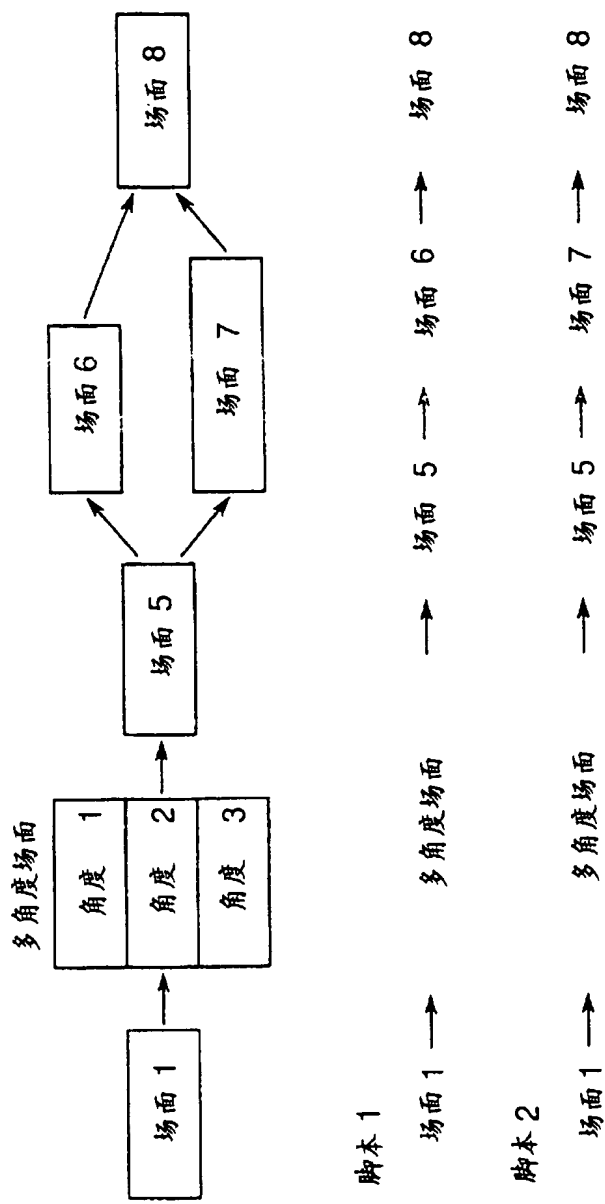 多角度场面
场面 1
角度 1
角度 2
角度 3
场面 5
场面 6
场面 7
场面 8
脚本 1
场面 1 → 多角度场面 → 场面 5 → 场面 6 → 场面 8
脚本 2
场面 1 → 多角度场面 → 场面 5 → 场面 7 → 场面 8